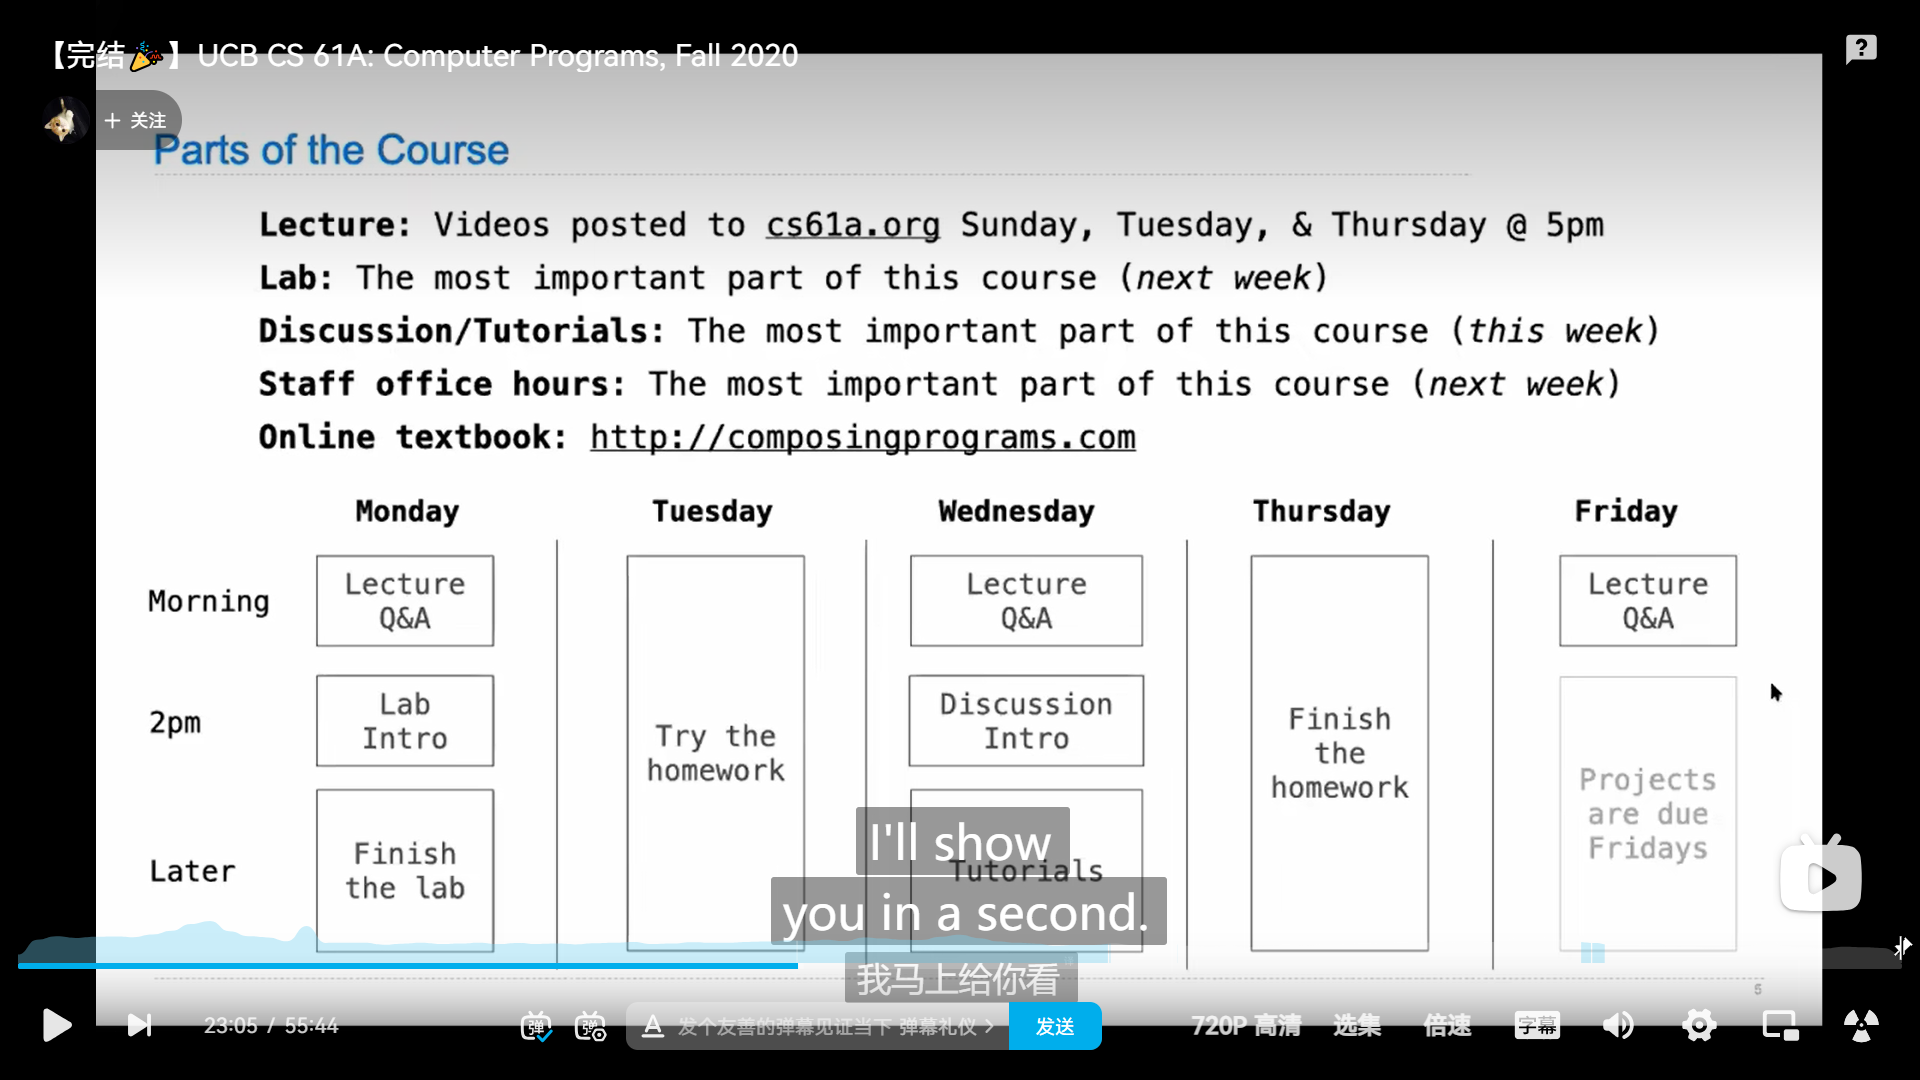 【完结🎉】UCB CS 61A: Computer Programs, Fall 2020
+ 关注
Parts of the Course
Lecture: Videos posted to cs61a.org Sunday, Tuesday, & Thursday @ 5pm
Lab: The most important part of this course (next week)
Discussion/Tutorials: The most important part of this course (this week)
Staff office hours: The most important part of this course (next week)
Online textbook: http://composingprograms.com
Monday Tuesday Wednesday Thursday Friday
Morning
Lecture
Q&A
Lecture
Q&A
Lecture
Q&A
2pm
Lab
Intro
Try the
homework
Discussion
Intro
Finish
the
homework
Projects
are due
Fridays
Later
Finish
the lab
Tutorials
I'll show
you in a second.
我马上给你看
5
23:05 / 55:44
弹
弹
A 发个友善的弹幕见证当下 弹幕礼仪 >
发送
720P 高清
选集
倍速
字幕